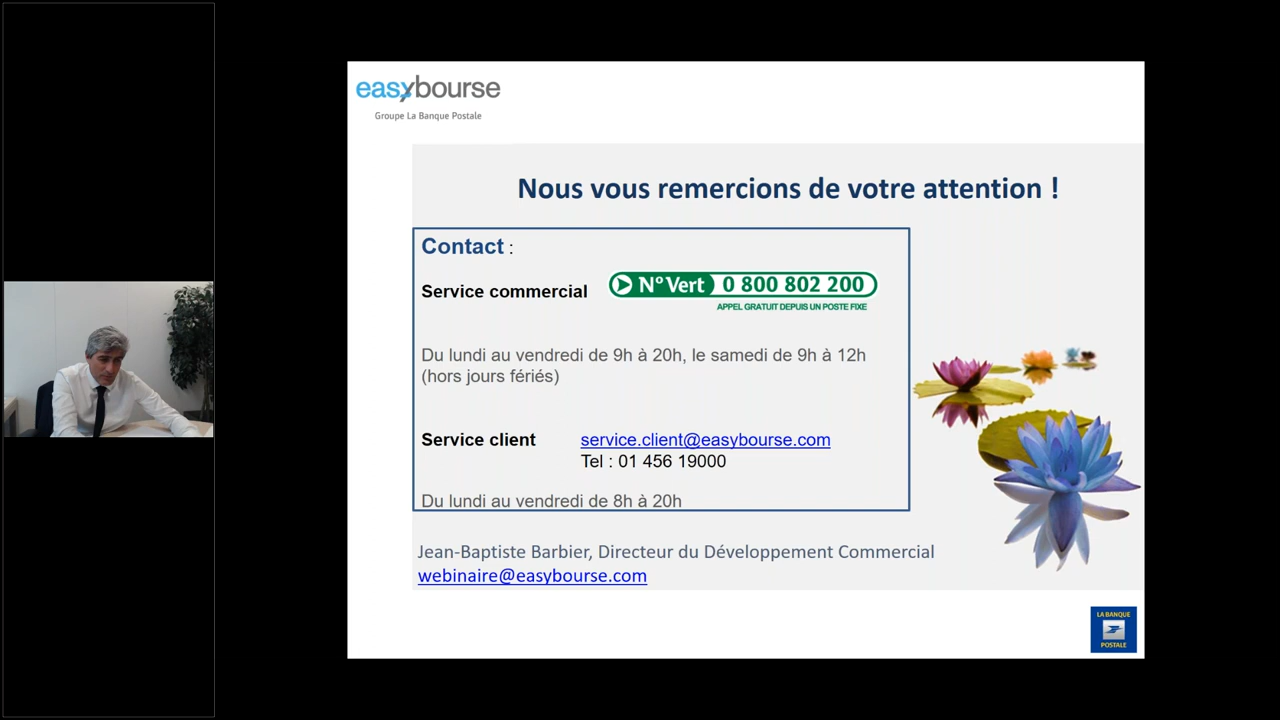 easybourse
Groupe La Banque Postale
Nous vous remercions de votre attention !
Contact :
Service commercial
N° Vert 0 800 802 200
APPEL GRATUIT DEPUIS UN POSTE FIXE
Du lundi au vendredi de 9h à 20h, le samedi de 9h à 12h
(hors jours fériés)
Service client service.client@easybourse.com
Tel : 01 456 19000
Du lundi au vendredi de 8h à 20h
Jean-Baptiste Barbier, Directeur du Développement Commercial
webinaire@easybourse.com
LA BANQUE
POSTALE